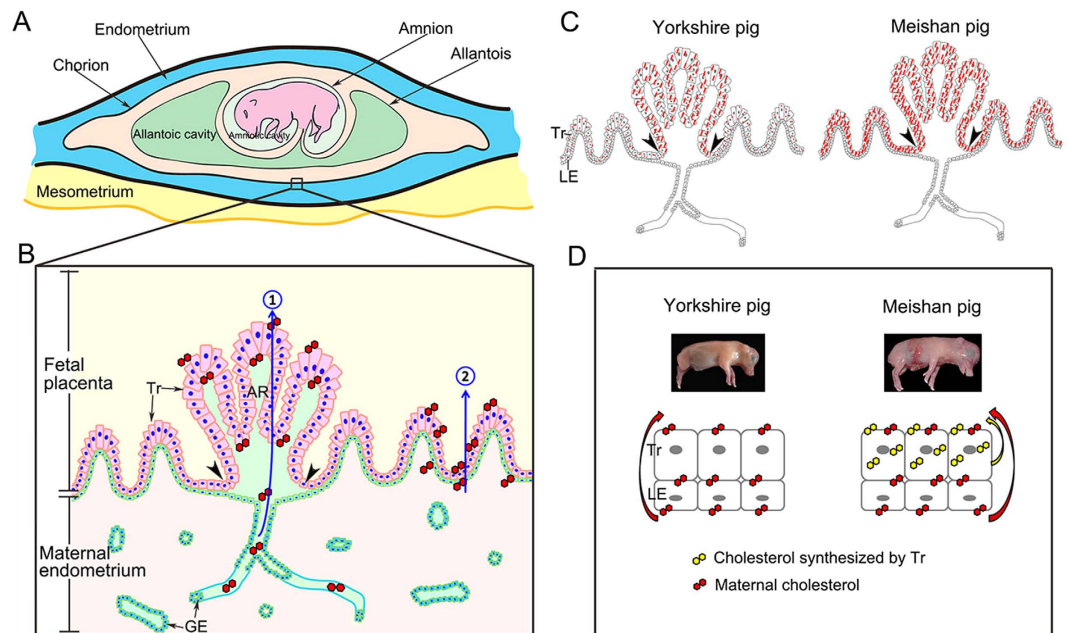 A
Endometrium
Amnion
Chorion
Allantois
Allantoic cavity
Amniotic cavity
Mesometrium
B
Fetal
placenta
Tr
AR
1
2
Maternal
endometrium
GE
C
Yorkshire pig
Meishan pig
Tr
LE
D
Yorkshire pig
Meishan pig
Tr
LE
Cholesterol synthesized by Tr
Maternal cholesterol